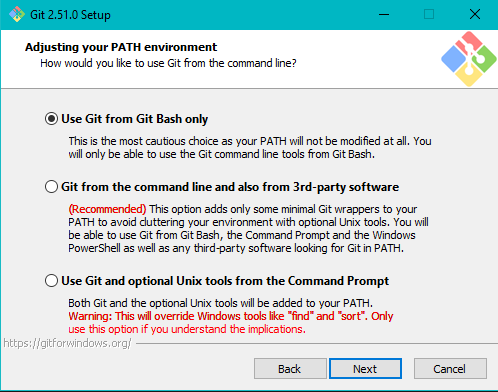 Git 2.51.0 Setup
Adjusting your PATH environment
How would you like to use Git from the command line?
Use Git from Git Bash only
This is the most cautious choice as your PATH will not be modified at all. You
will only be able to use the Git command line tools from Git Bash.
Git from the command line and also from 3rd-party software
(Recommended) This option adds only some minimal Git wrappers to your
PATH to avoid cluttering your environment with optional Unix tools. You will
be able to use Git from Git Bash, the Command Prompt and the Windows
PowerShell as well as any third-party software looking for Git in PATH.
Use Git and optional Unix tools from the Command Prompt
Both Git and the optional Unix tools will be added to your PATH.
Warning: This will override Windows tools like "find" and "sort". Only
use this option if you understand the implications.
https://gitforwindows.org/
Back
Next
Cancel